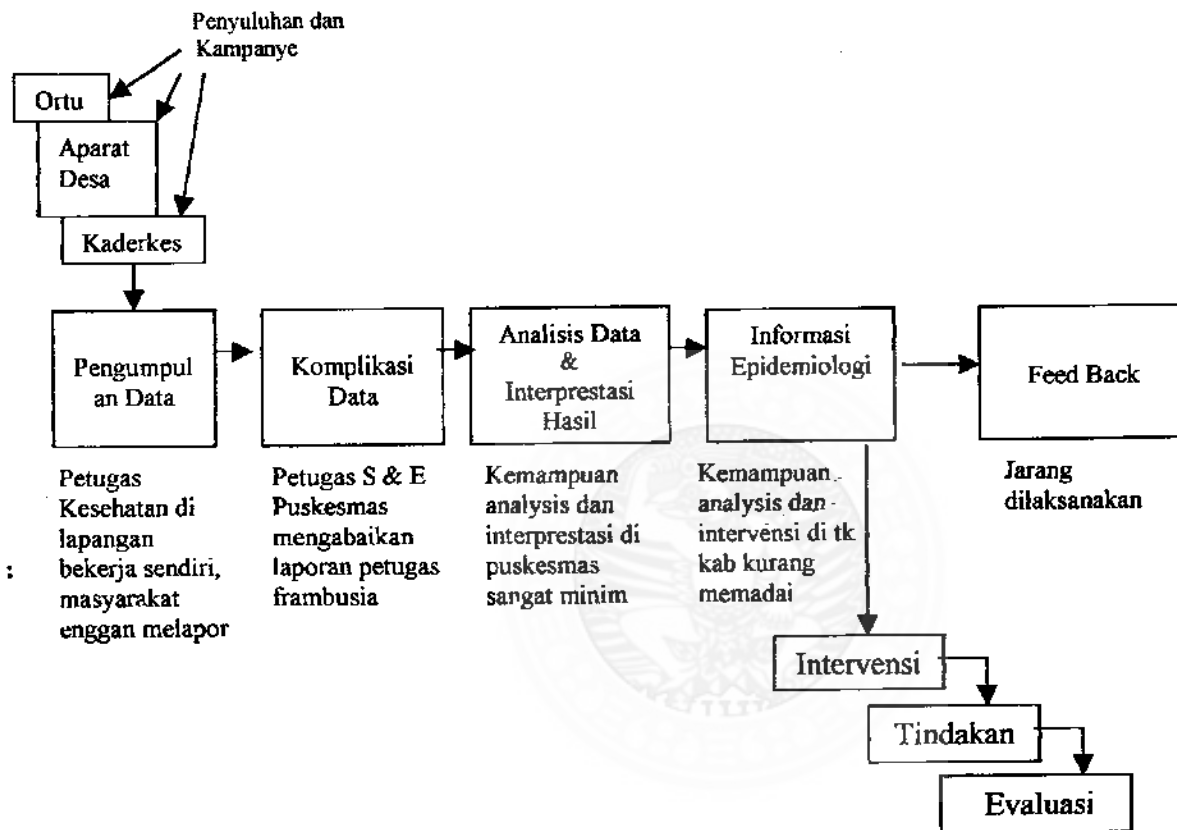 Penyuluhan dan
Kampanye
Ortu
Aparat
Desa
Kaderkes
Pengumpul
an Data
Komplikasi
Data
Analisis Data
&
Interprestasi
Hasil
Informasi
Epidemiologi
Feed Back
Petugas
Kesehatan di
lapangan
: bekerja sendiri,
masyarakat
enggan melapor
Petugas S & E
Puskesmas
mengabaikan
laporan petugas
frambusia
Kemampuan
analysis dan
interprestasi di
puskesmas
sangat minim
Kemampuan
analysis dan
intervensi di tk
kab kurang
memadai
Jarang
dilaksanakan
Intervensi
Tindakan
Evaluasi